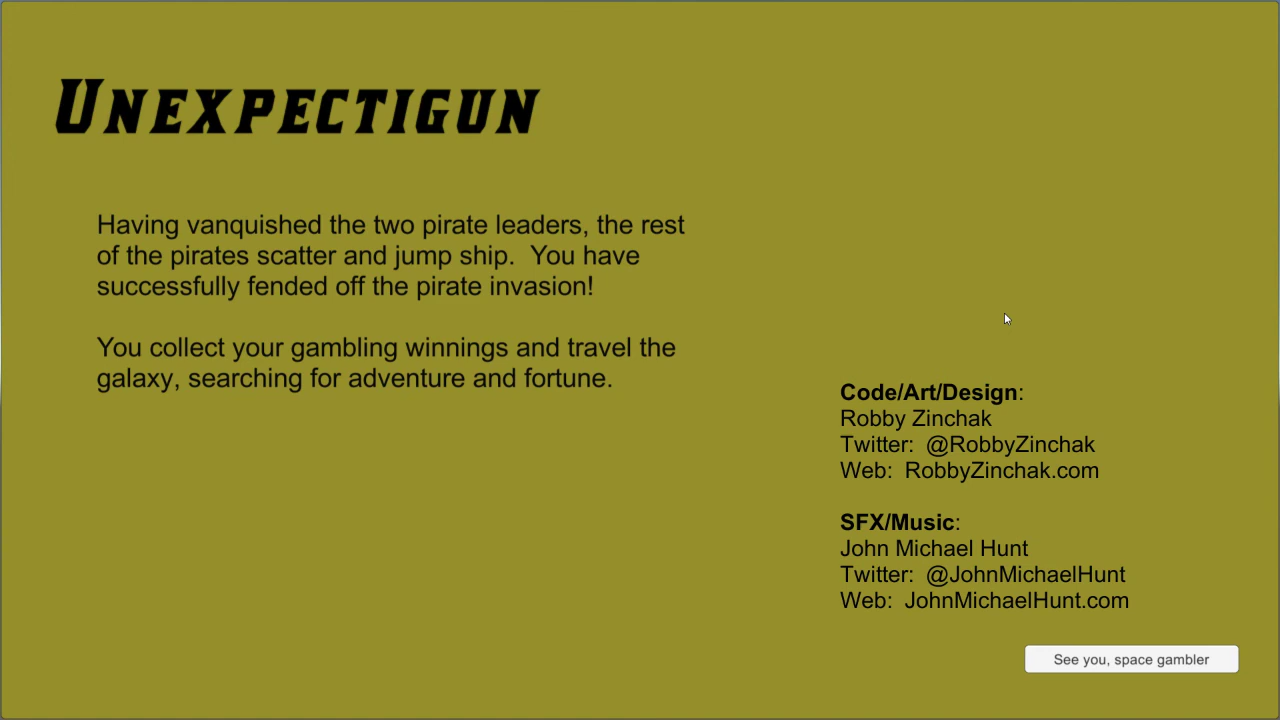 Unexpectigun
Having vanquished the two pirate leaders, the rest
of the pirates scatter and jump ship.  You have
successfully fended off the pirate invasion!
You collect your gambling winnings and travel the
galaxy, searching for adventure and fortune.
Code/Art/Design:
Robby Zinchak
Twitter:  @RobbyZinchak
Web:  RobbyZinchak.com
SFX/Music:
John Michael Hunt
Twitter:  @JohnMichaelHunt
Web:  JohnMichaelHunt.com
See you, space gambler